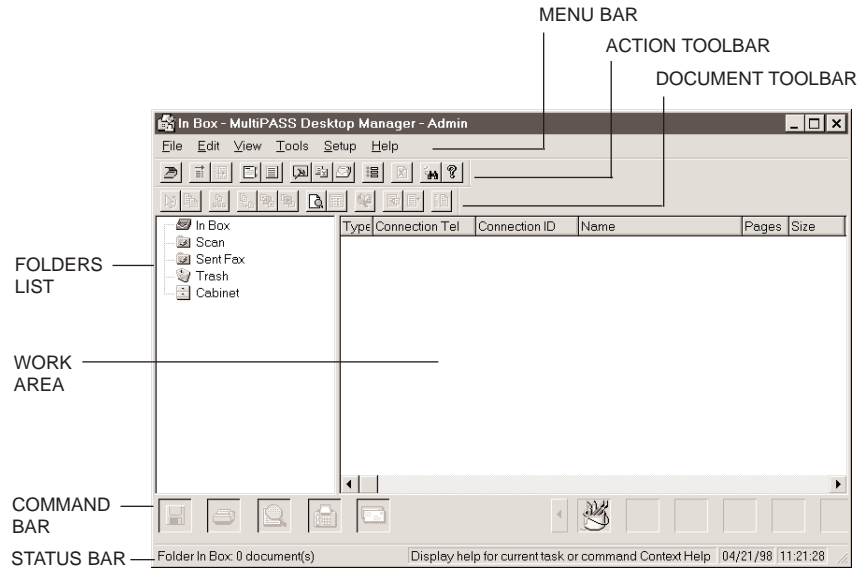 MENU BAR
ACTION TOOLBAR
DOCUMENT TOOLBAR
In Box - MultiPASS Desktop Manager - Admin
File Edit View Tools Setup Help
In Box
Scan
Sent Fax
Trash
Cabinet
Type Connection Tel Connection ID Name Pages Size
FOLDERS
LIST
WORK
AREA
COMMAND
BAR
STATUS BAR
Folder In Box: 0 document(s) Display help for current task or command Context Help 04/21/98 11:21:28